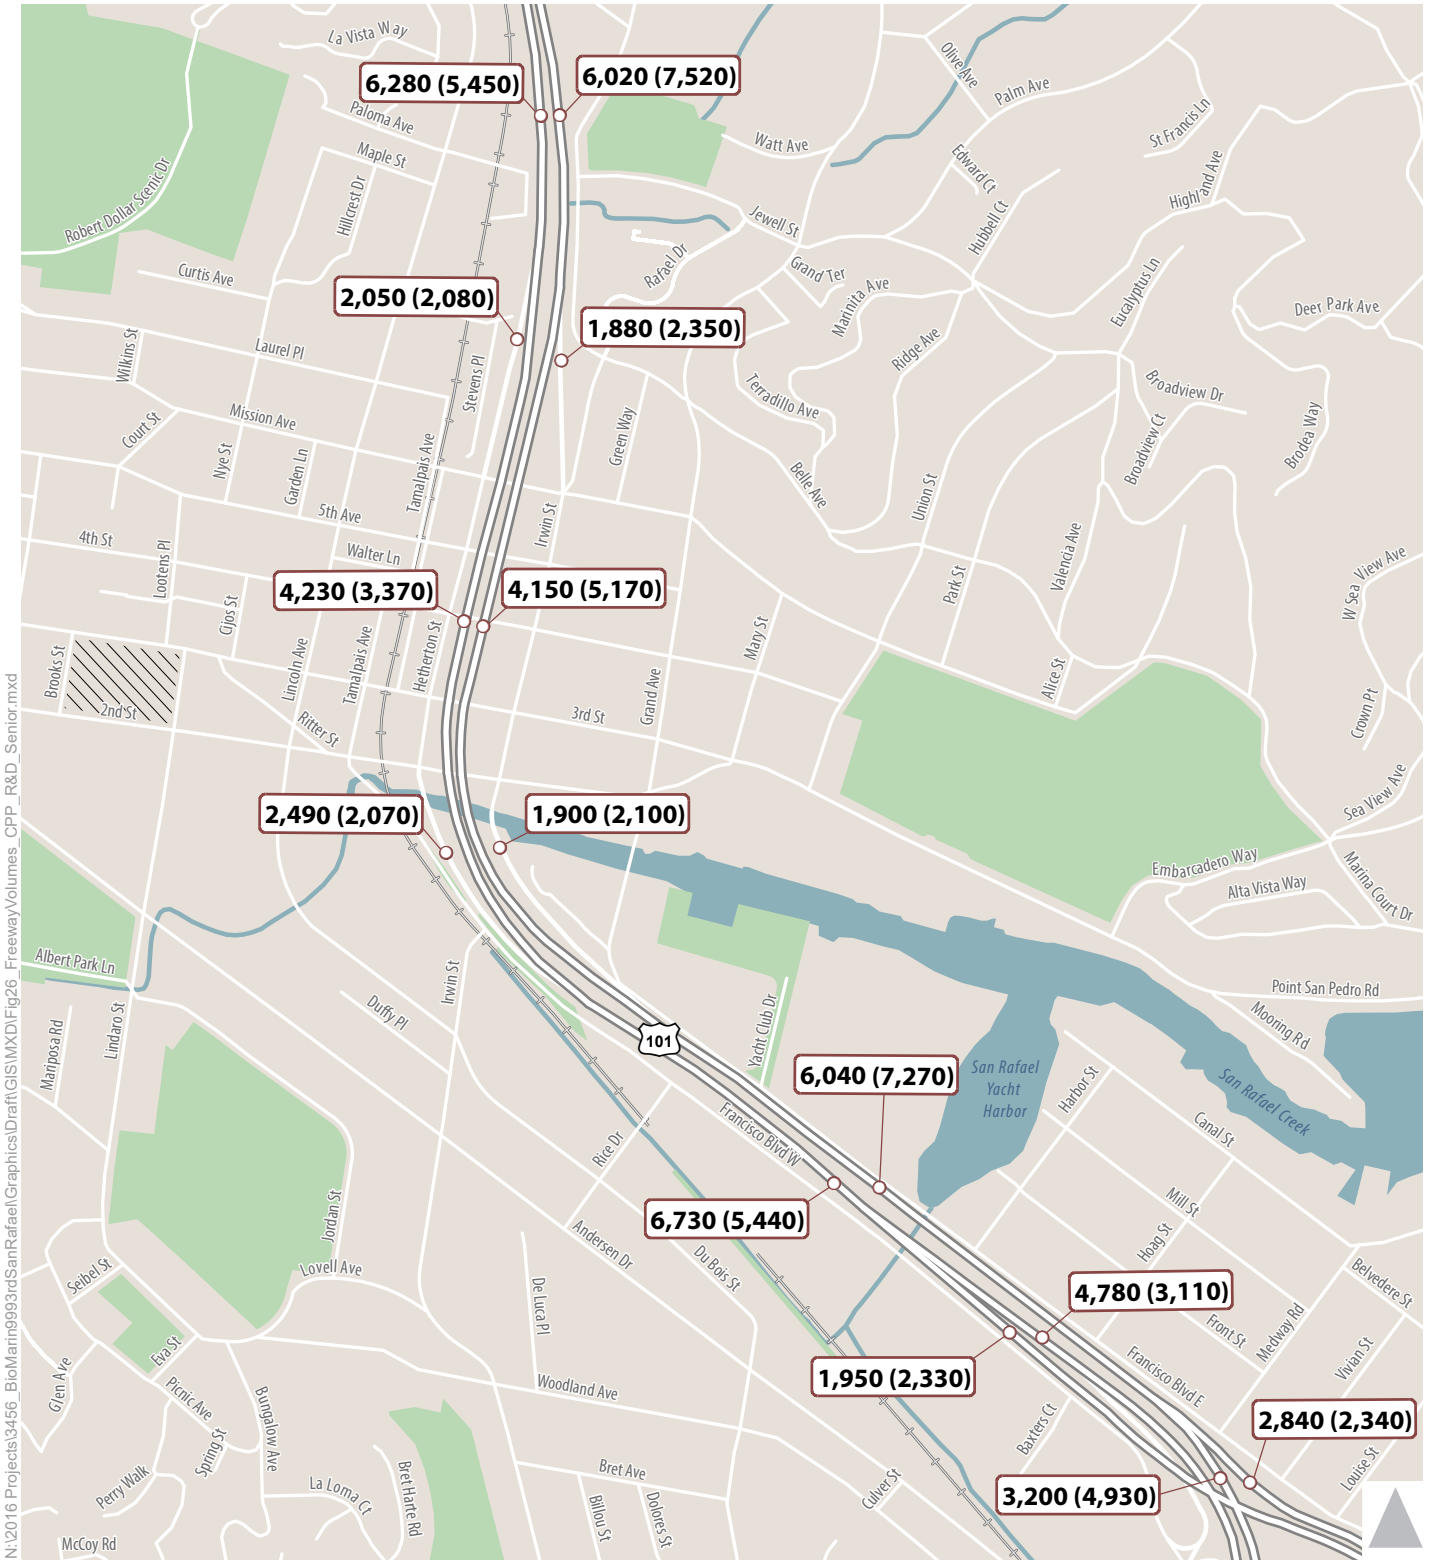 La Vista Way
6,280 (5,450)
6,020 (7,520)
Olive Ave
Palm Ave
Paloma Ave
St Francis Ln
Watt Ave
Maple St
Edward Ct
Highland Ave
Robert Dollar Scenic Dr
Hillcrest Dr
Jewell St
Hubbell Ct
Rafael Dr
Grand Ter
Curtis Ave
Marinita Ave
Eucalyptus Ln
2,050 (2,080)
1,880 (2,350)
Deer Park Ave
Wilkins St
Laurel Pl
Stevens Pl
Ridge Ave
Terradillo Ave
Broadview Dr
Mission Ave
Court St
Green Way
Broadview Ct
Brodea Way
Nye St
Garden Ln
Tamalpais Ave
Belle Ave
Union St
5th Ave
Irwin St
4th St
Walter Ln
Lootens Pl
Valencia Ave
Park St
W Sea View Ave
4,230 (3,370)
4,150 (5,170)
Cijos St
Mary St
Hetherton St
Brooks St
Lincoln Ave
Tamalpais Ave
Grand Ave
Alice St
2nd St
Ritter St
3rd St
Crown Pt
Sea View Ave
2,490 (2,070)
1,900 (2,100)
Embarcadero Way
Alta Vista Way
Marina Court Dr
Albert Park Ln
Irwin St
Point San Pedro Rd
Duffy Pl
Lindaro St
Mariposa Rd
Yacht Club Dr
Mooring Rd
101
6,040 (7,270)
San Rafael
Yacht
Harbor
Harbor St
San Rafael Creek
Canal St
Francisco Blvd W
Rice Dr
Mill St
6,730 (5,440)
Jordan St
Andersen Dr
Hoag St
Du Bois St
Lovell Ave
Seibel St
Belvedere St
De Luca Pl
4,780 (3,110)
Front St
Medway Rd
Eva St
Vivian St
Glen Ave
1,950 (2,330)
Francisco Blvd E
Picnic Ave
Woodland Ave
Bungalow Ave
Baxters Ct
2,840 (2,340)
Spring St
Perry Walk
La Loma Ct
Bret Harte Rd
Bret Ave
Culver St
Louise St
3,200 (4,930)
Billou St
Dolores St
McCoy Rd
N:\2016 Projects\3456_BioMarin9993rdSanRafael\Graphics\Draft\GIS\MXD\Fig26_FreewayVolumes_CPP_R&D_Senior.mxd